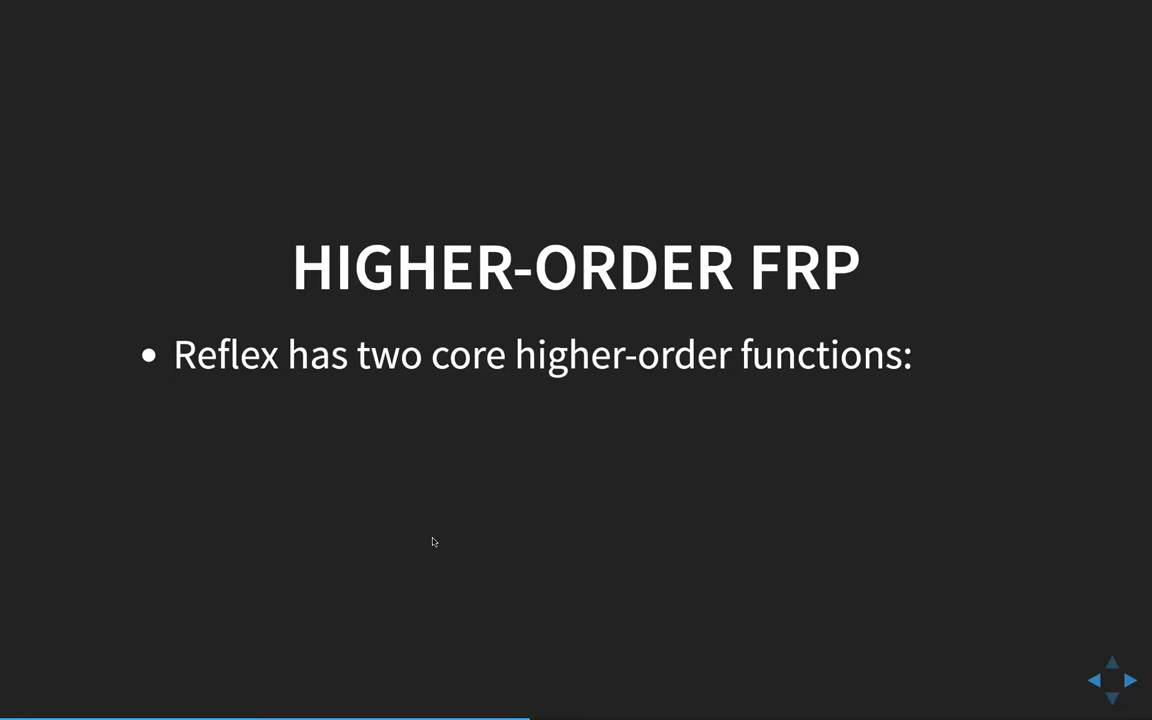 HIGHER-ORDER FRP
• Reflex has two core higher-order functions: